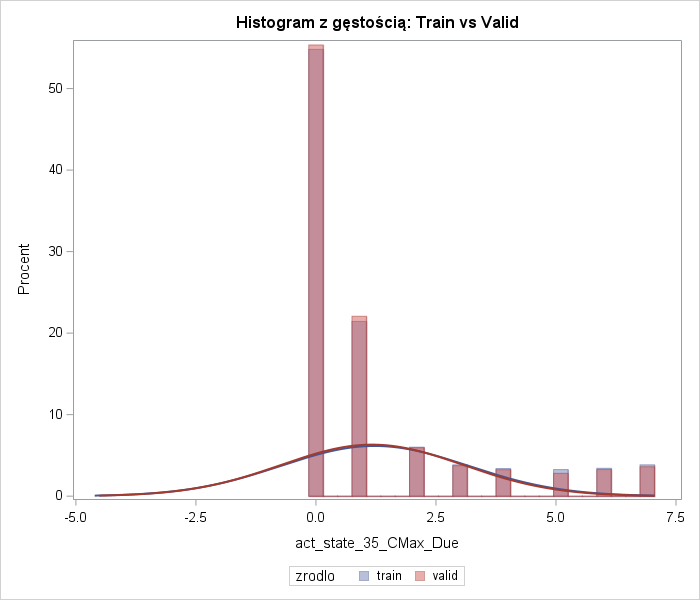 Histogram z gęstością: Train vs Valid
Procent
50
40
30
20
10
0
-5.0 -2.5 0.0 2.5 5.0 7.5
act_state_35_CMax_Due
zrodlo train valid